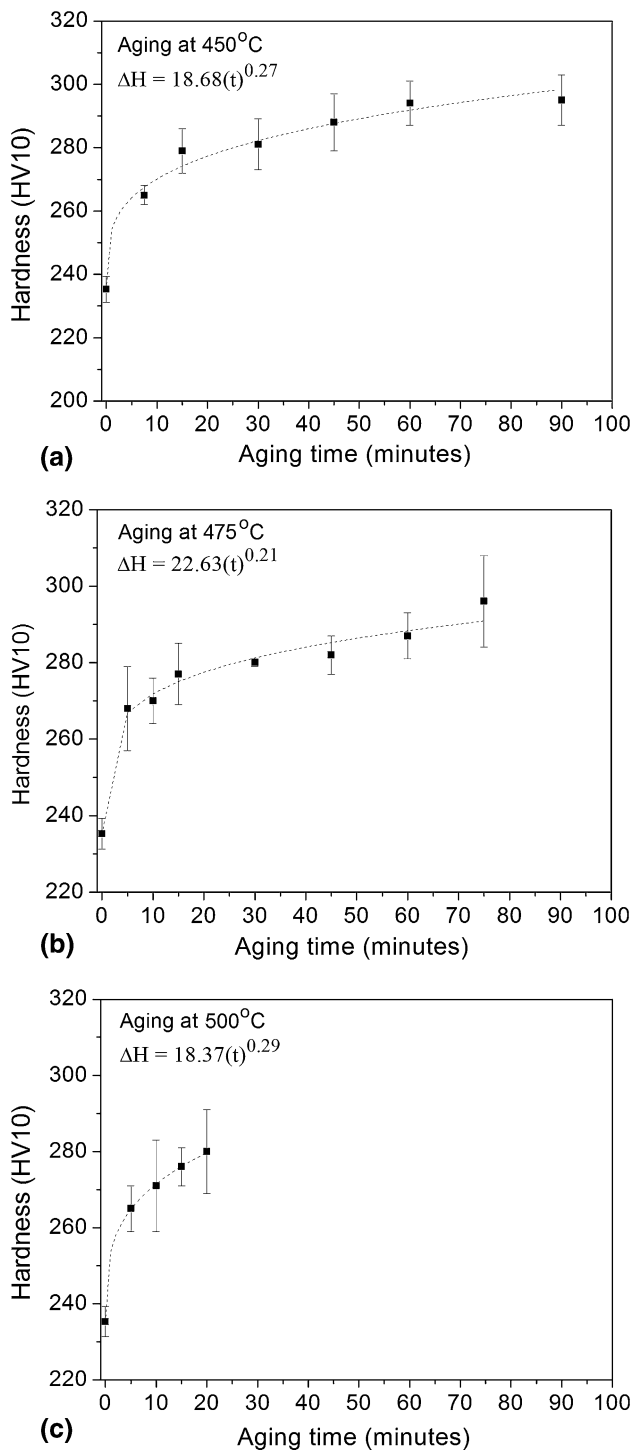 320
Aging at 450°C
ΔH = 18.68(t)^0.27
300
280
260
240
220
200
Hardness (HV10)
0 10 20 30 40 50 60 70 80 90 100
(a) Aging time (minutes)
320
Aging at 475°C
ΔH = 22.63(t)^0.21
300
280
260
240
220
Hardness (HV10)
0 10 20 30 40 50 60 70 80 90 100
(b) Aging time (minutes)
320
Aging at 500°C
ΔH = 18.37(t)^0.29
300
280
260
240
220
Hardness (HV10)
0 10 20 30 40 50 60 70 80 90 100
(c) Aging time (minutes)